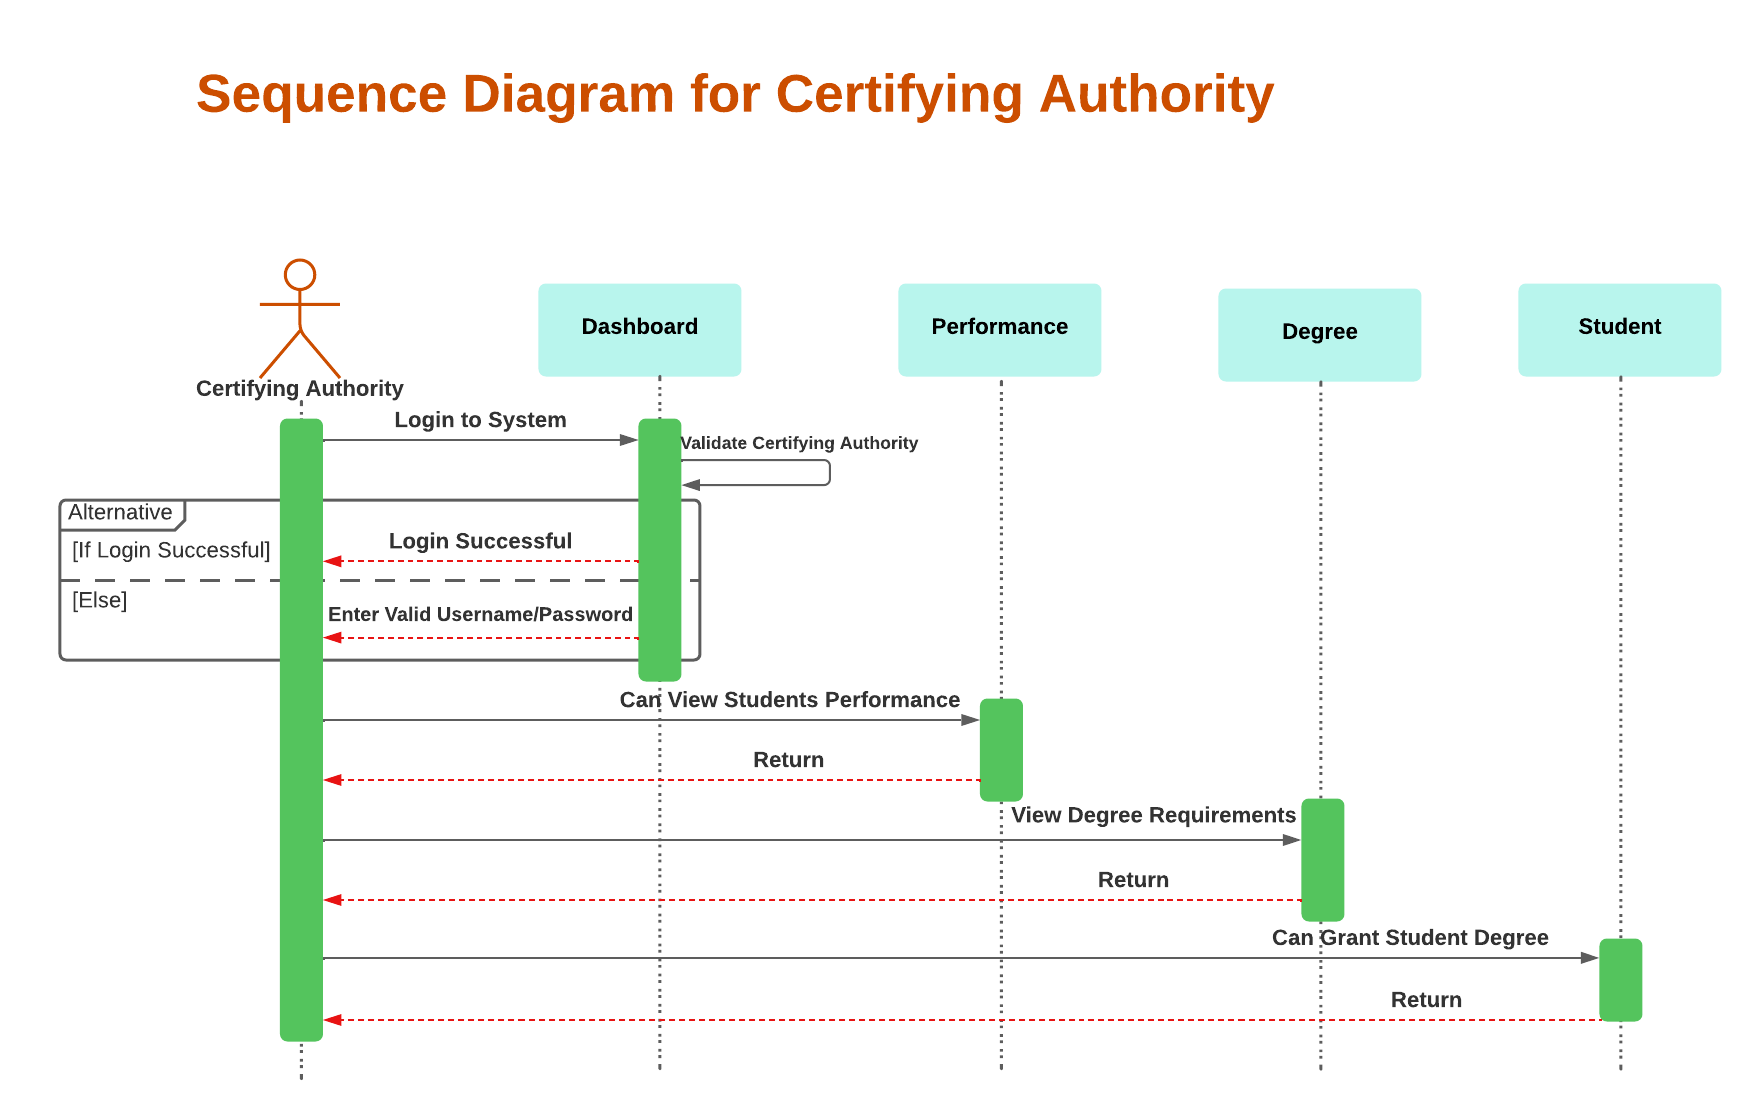 Sequence Diagram for Certifying Authority
Certifying Authority
Dashboard
Performance
Degree
Student
Login to System
Validate Certifying Authority
Alternative
[If Login Successful]
Login Successful
[Else]
Enter Valid Username/Password
Can View Students Performance
Return
View Degree Requirements
Return
Can Grant Student Degree
Return